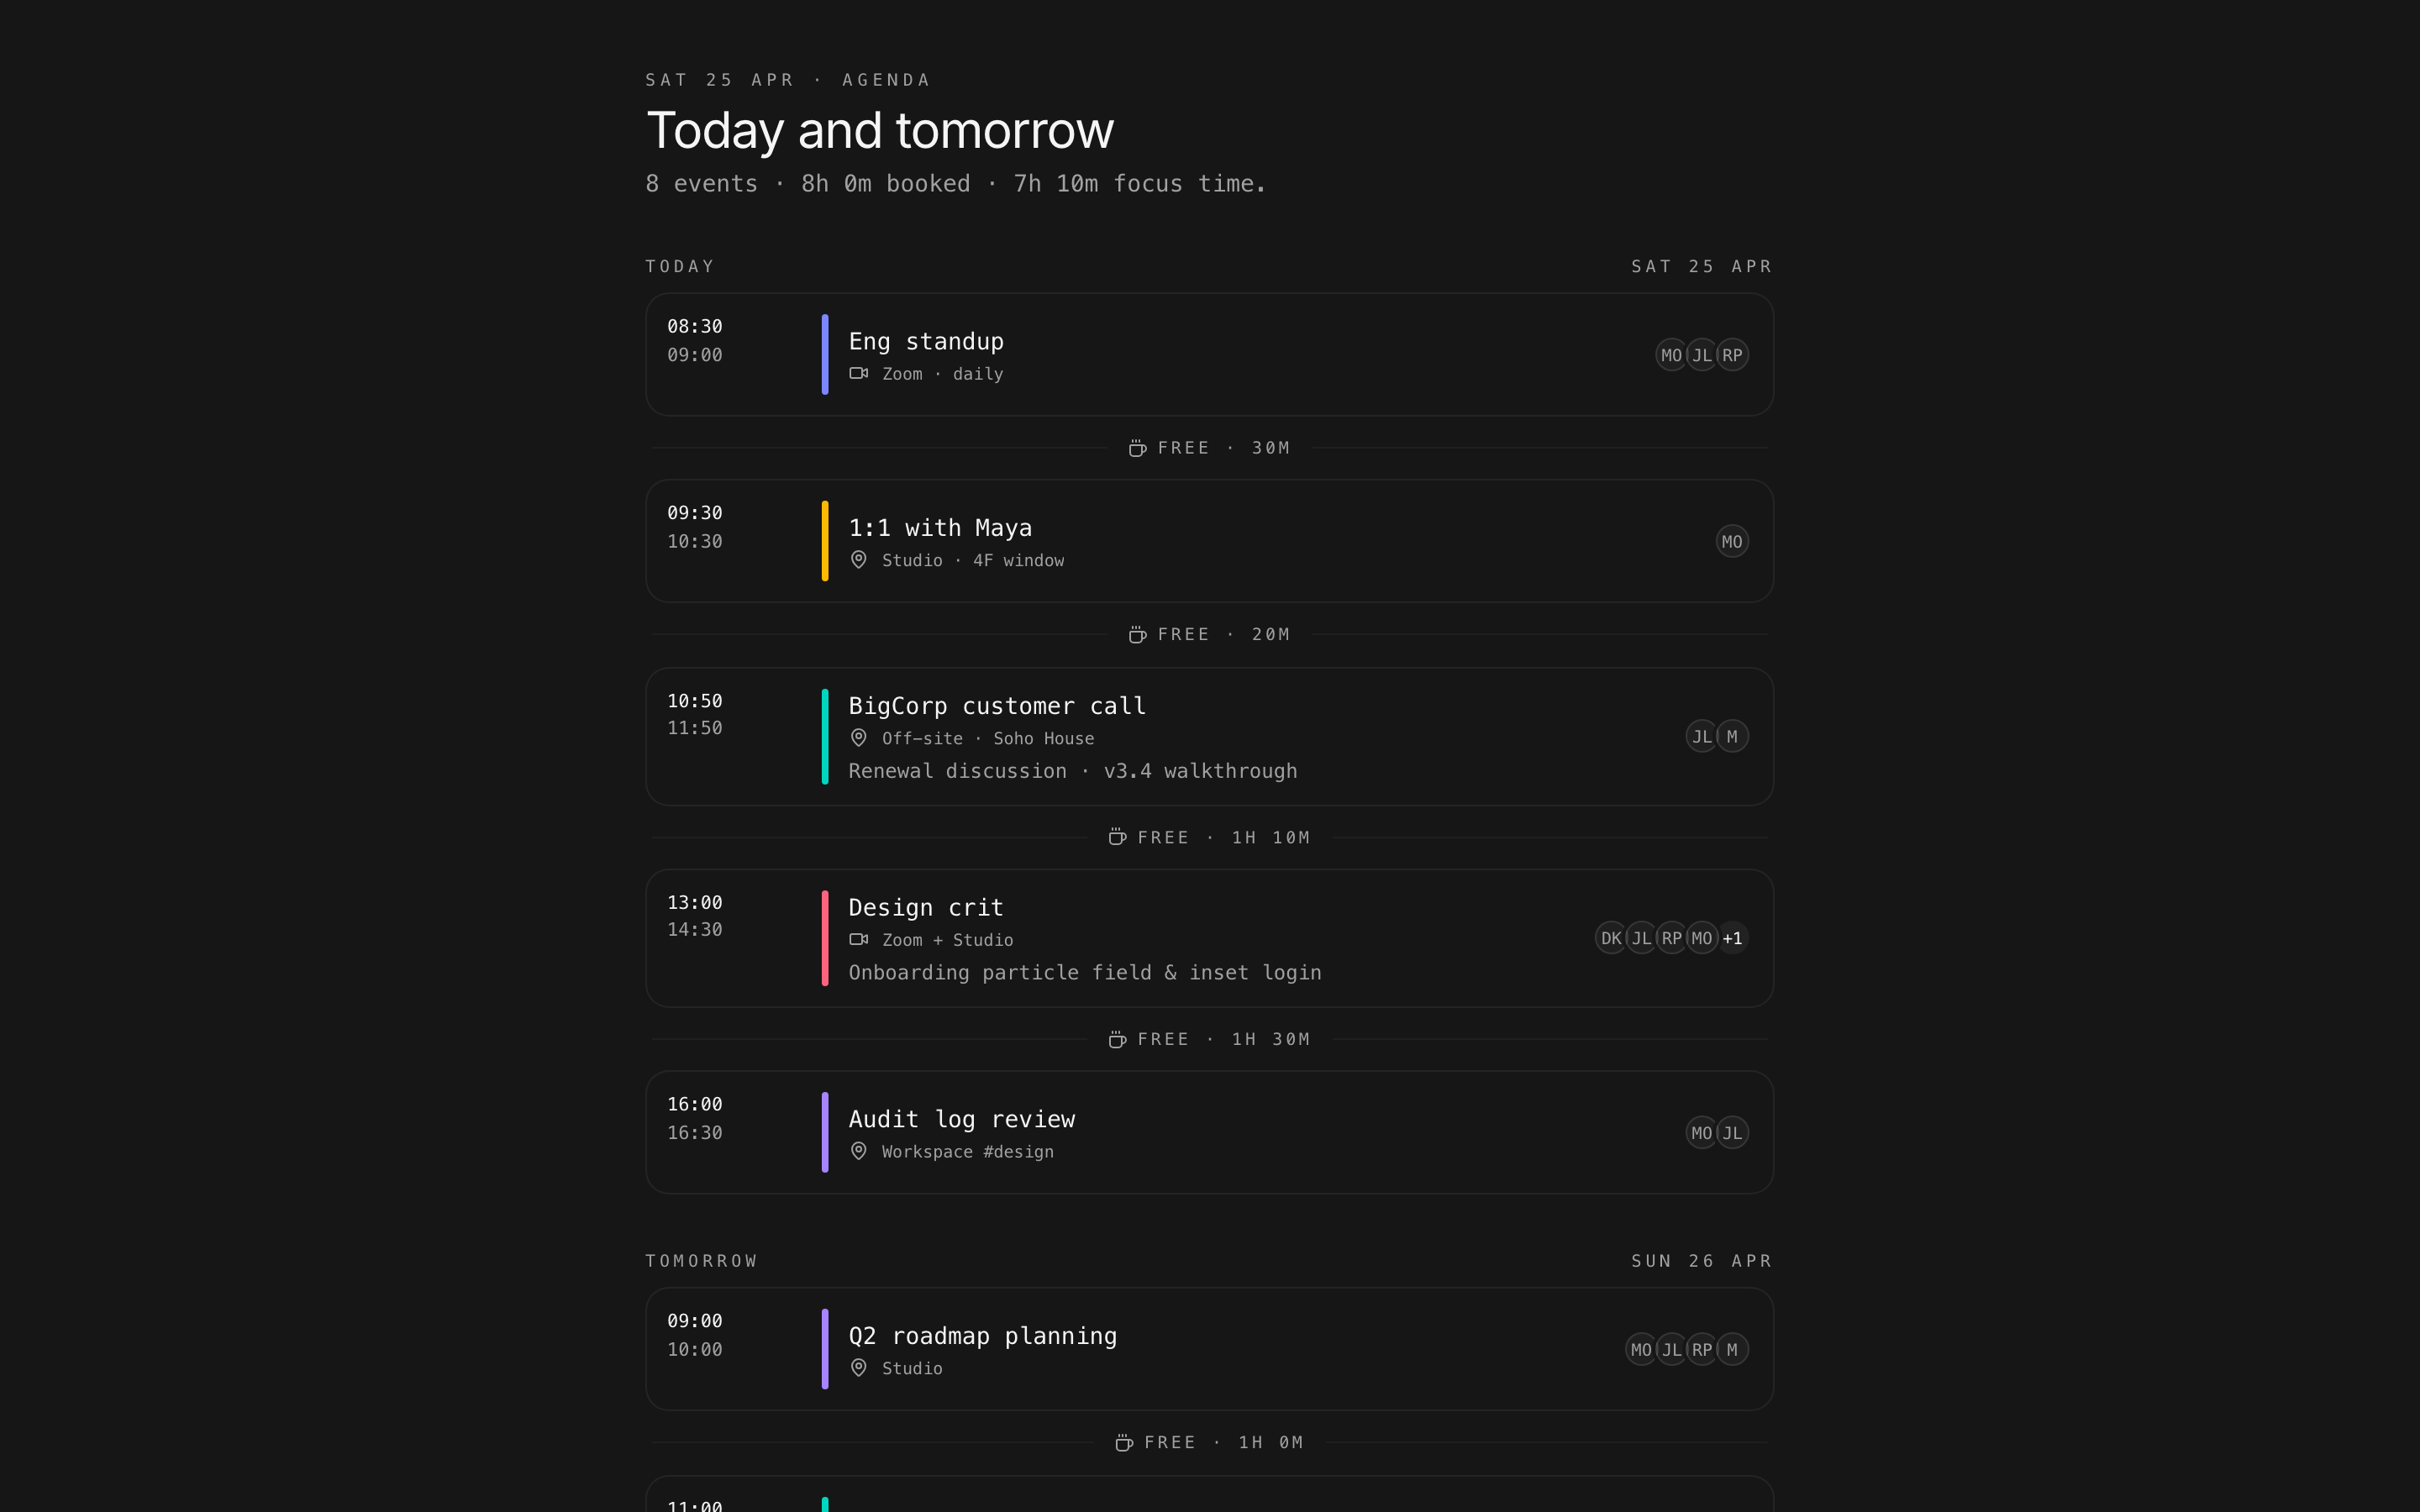 SAT 25 APR · AGENDA
Today and tomorrow
8 events · 8h 0m booked · 7h 10m focus time.
TODAY SAT 25 APR
08:30
09:00
Eng standup
Zoom · daily
MO JL RP
FREE · 30M
09:30
10:30
1:1 with Maya
Studio · 4F window
MO
FREE · 20M
10:50
11:50
BigCorp customer call
Off-site · Soho House
Renewal discussion · v3.4 walkthrough
JL M
FREE · 1H 10M
13:00
14:30
Design crit
Zoom + Studio
Onboarding particle field & inset login
DK JL RP MO +1
FREE · 1H 30M
16:00
16:30
Audit log review
Workspace #design
MO JL
TOMORROW SUN 26 APR
09:00
10:00
Q2 roadmap planning
Studio
MO JL RP M
FREE · 1H 0M
11:00